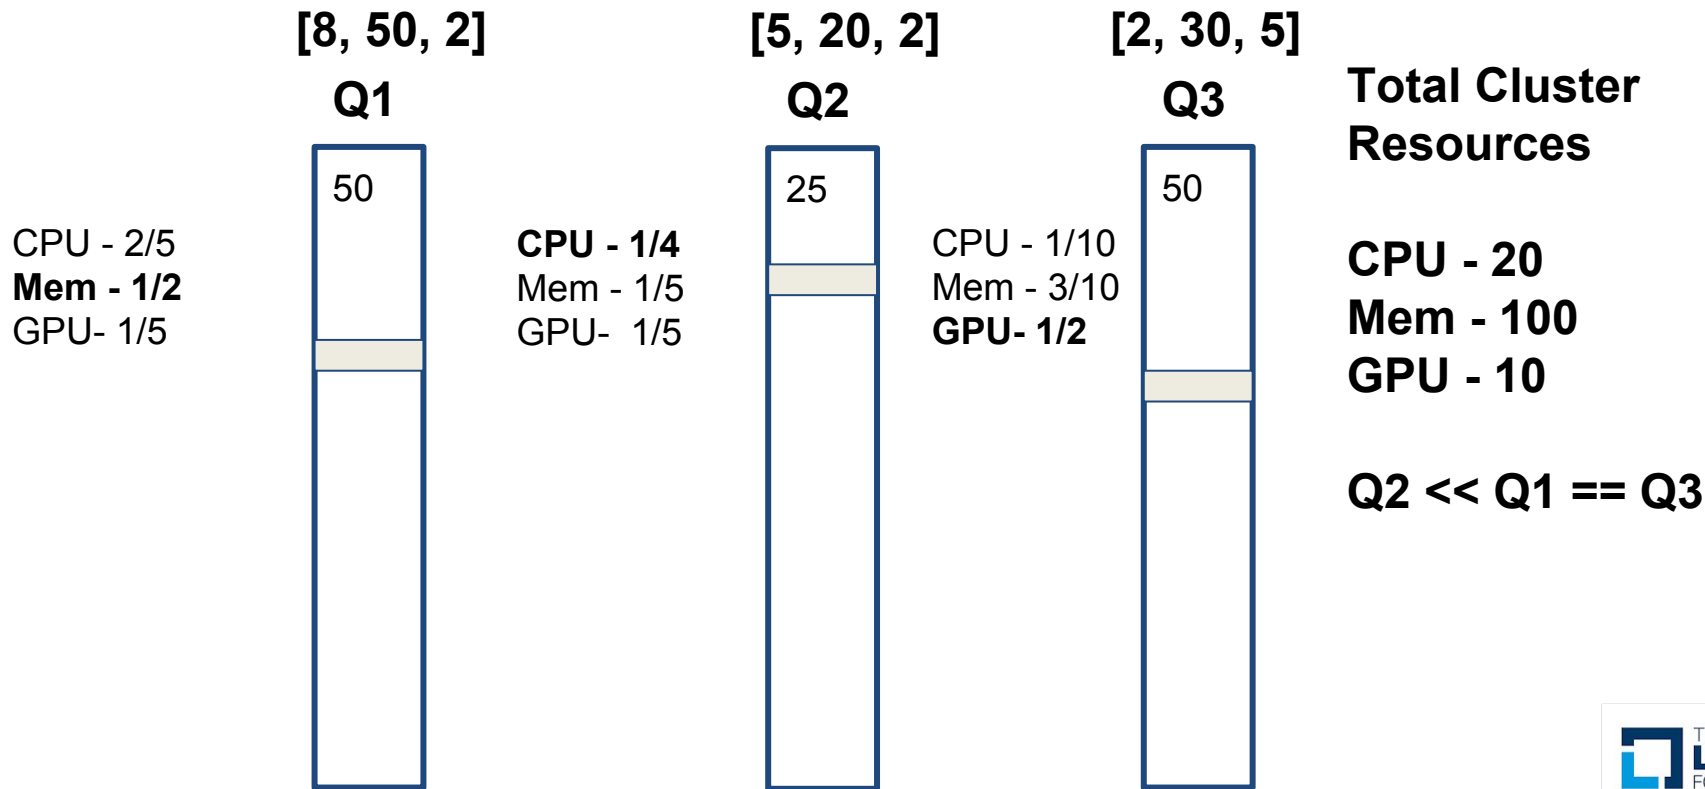 [8, 50, 2]
[5, 20, 2]
[2, 30, 5]
Q1
Q2
Q3
50
25
50
CPU - 2/5
Mem - 1/2
GPU- 1/5
CPU - 1/4
Mem - 1/5
GPU- 1/5
CPU - 1/10
Mem - 3/10
GPU- 1/2
Total Cluster
Resources
CPU - 20
Mem - 100
GPU - 10
Q2 << Q1 == Q3